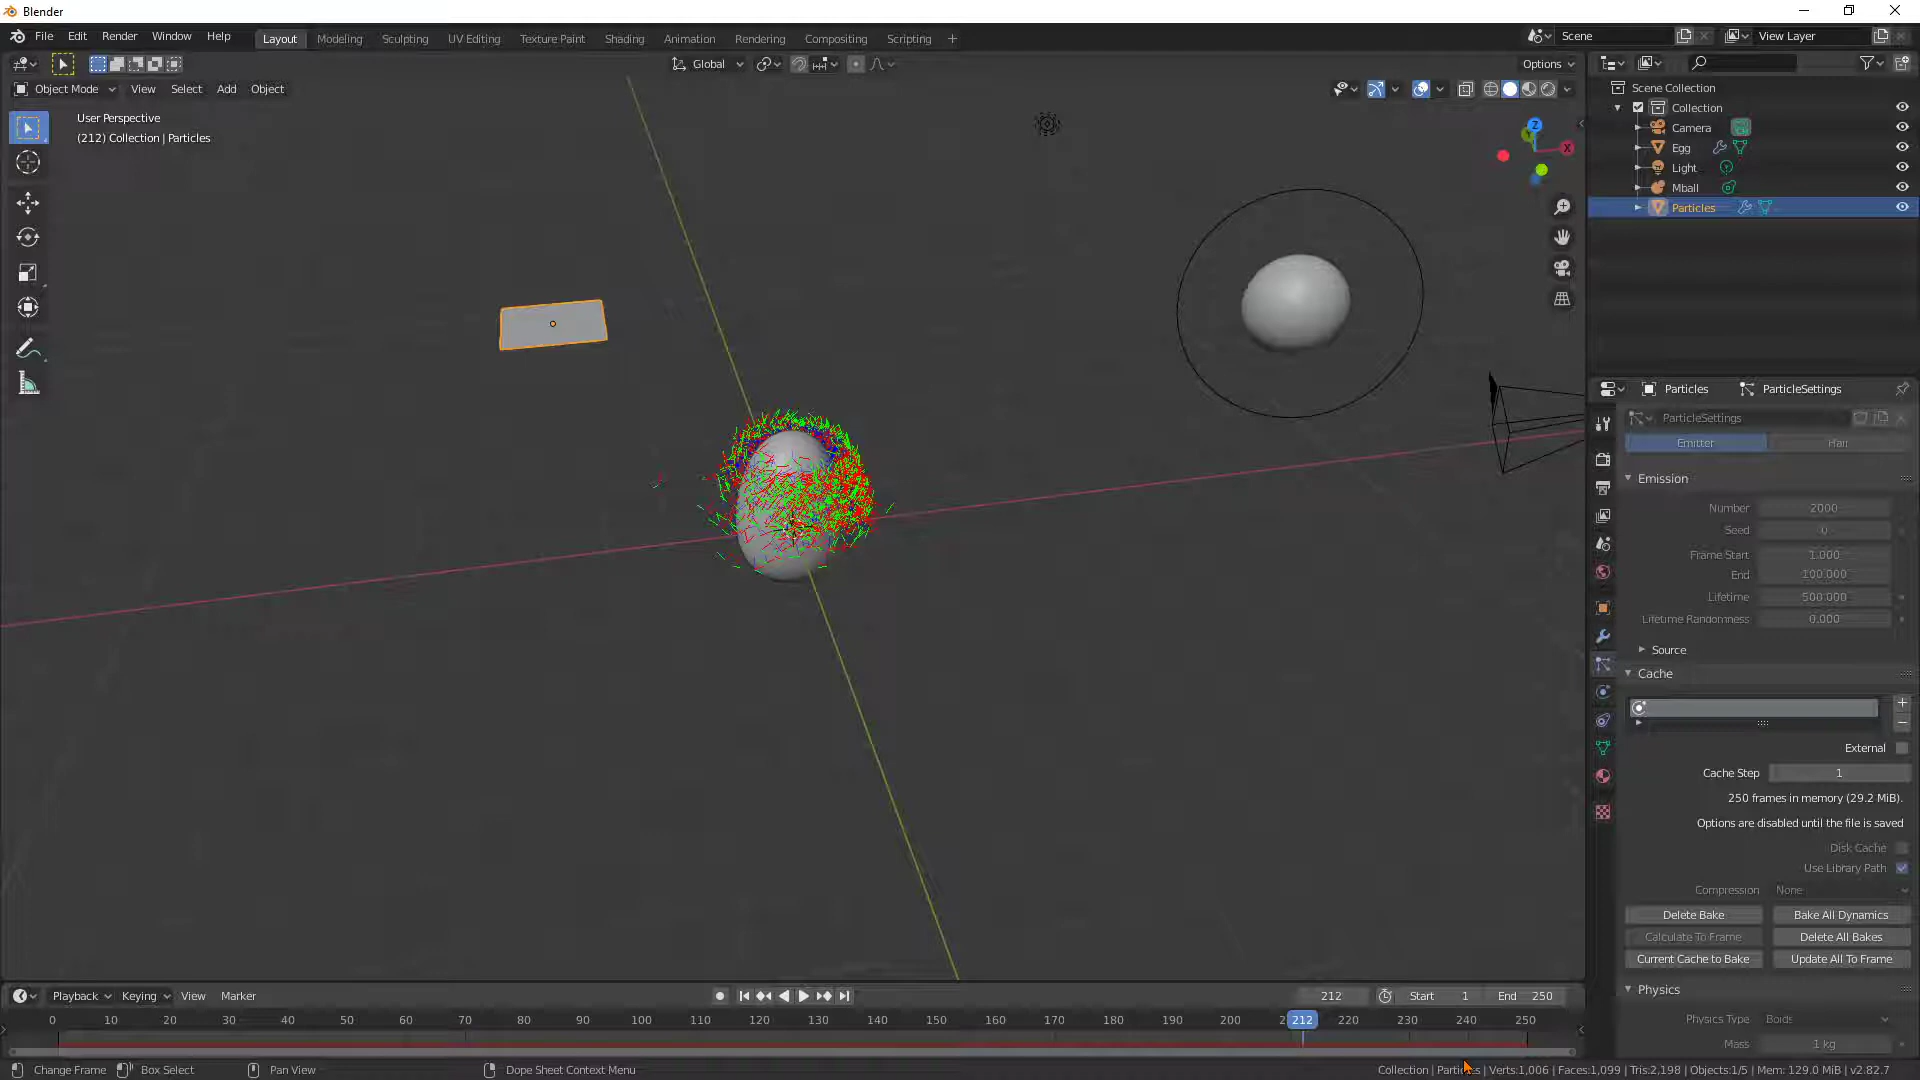 Blender
File Edit Render Window Help
Layout Modeling Sculpting UV Editing Texture Paint Shading Animation Rendering Compositing Scripting +
Scene
View Layer
Global
Options
Object Mode View Select Add Object
User Perspective
(212) Collection | Particles
Z
X
Scene Collection
Collection
Camera
Egg
Light
Mball
Particles
Particles
ParticleSettings
ParticleSettings
Emitter
Hair
Emission
Number 2000
Seed 0
Frame Start 1.000
End 100.000
Lifetime 500.000
Lifetime Randomness 0.000
Source
Cache
External
Cache Step 1
250 frames in memory (29.2 MiB).
Options are disabled until the file is saved
Disk Cache
Use Library Path
Compression None
Delete Bake Bake All Dynamics
Calculate To Frame Delete All Bakes
Current Cache to Bake Update All To Frame
Physics
Physics Type Boids
Mass 1 kg
Playback Keying View Marker
212
Start 1
End 250
0 10 20 30 40 50 60 70 80 90 100 110 120 130 140 150 160 170 180 190 200 212 220 230 240 250
Change Frame Box Select Pan View Dope Sheet Context Menu
Collection | Particles | Verts:1,006 | Faces:1,099 | Tris:2,198 | Objects:1/5 | Mem: 129.0 MiB | v2.82.7